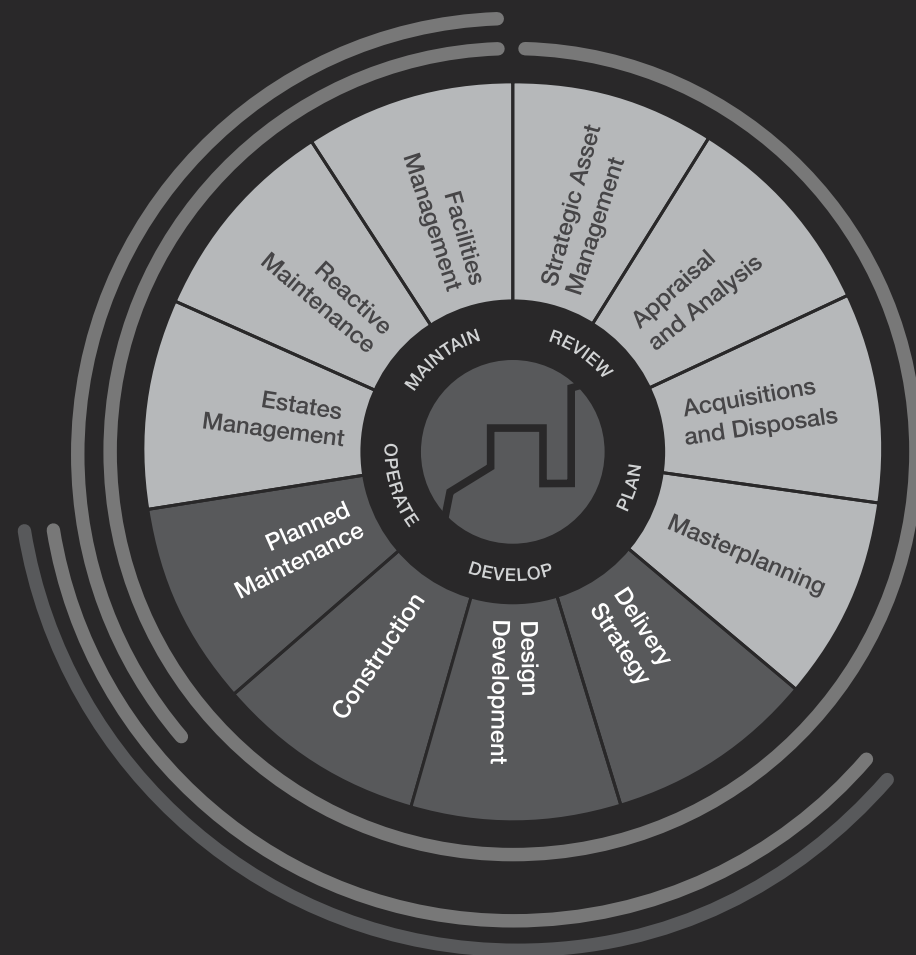 Strategic Asset
Management
Appraisal
and Analysis
Acquisitions
and Disposals
Masterplanning
Delivery
Strategy
Design
Development
Construction
Planned
Maintenance
Estates
Management
Reactive
Maintenance
Facilities
Management
REVIEW
PLAN
DEVELOP
OPERATE
MAINTAIN